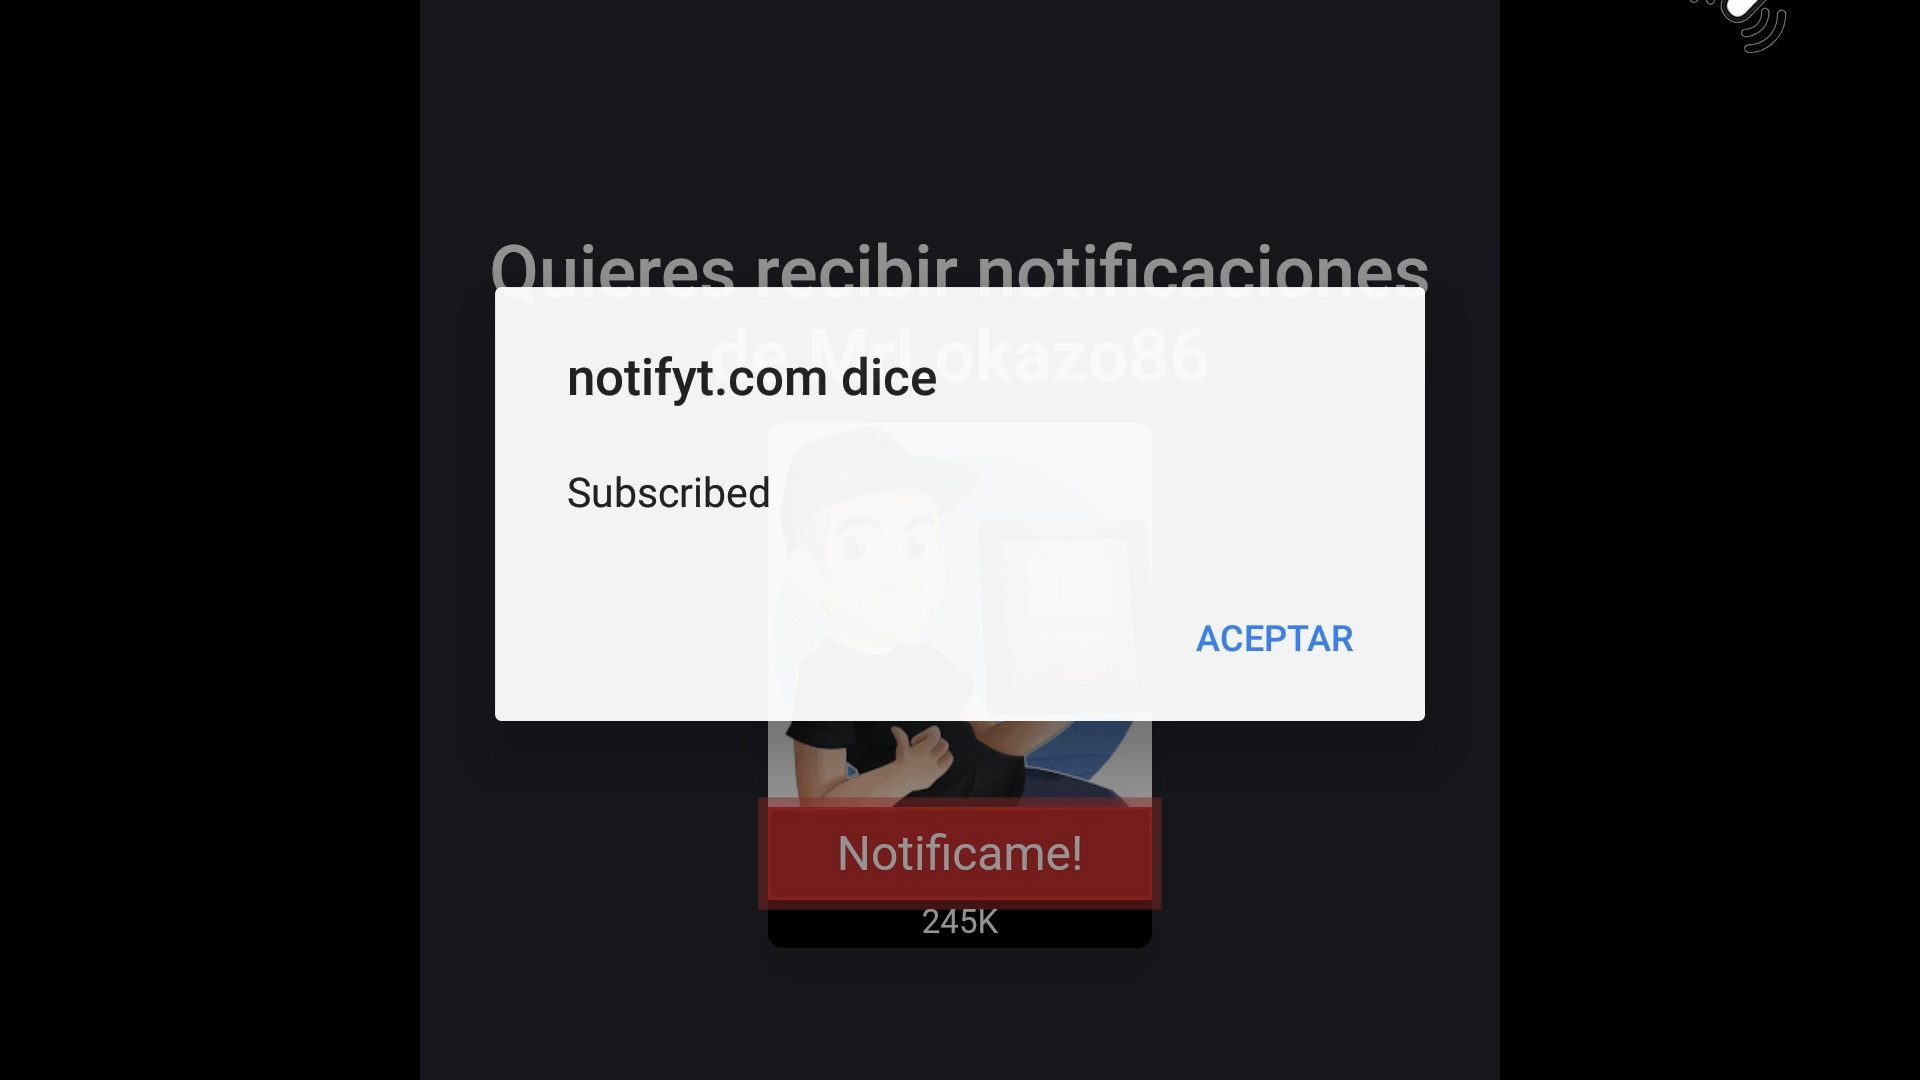 Quieres recibir notificaciones
de MrLokazo86
notifyt.com dice
Subscribed
ACEPTAR
Notificame!
245K